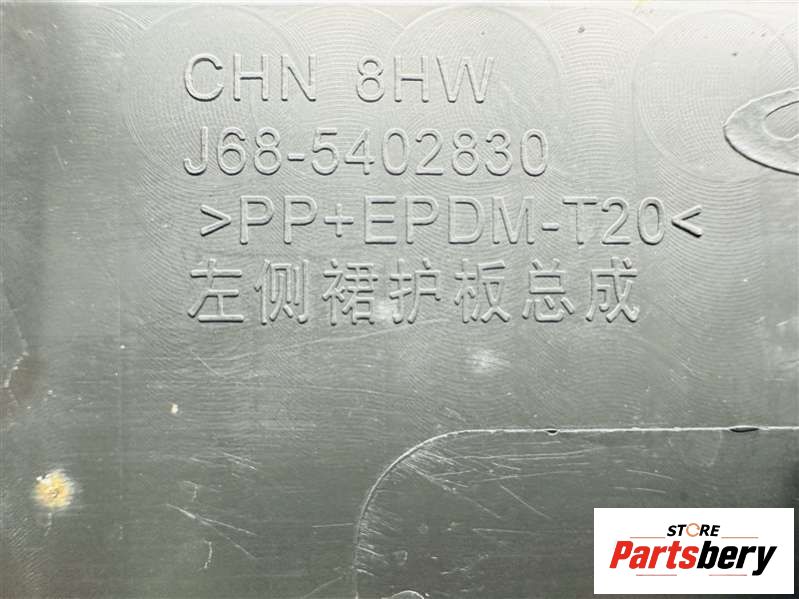 CHN 8HW
J68-5402830
>PP+EPDM-T20<
左侧裙护板总成
STORE
Partsbery